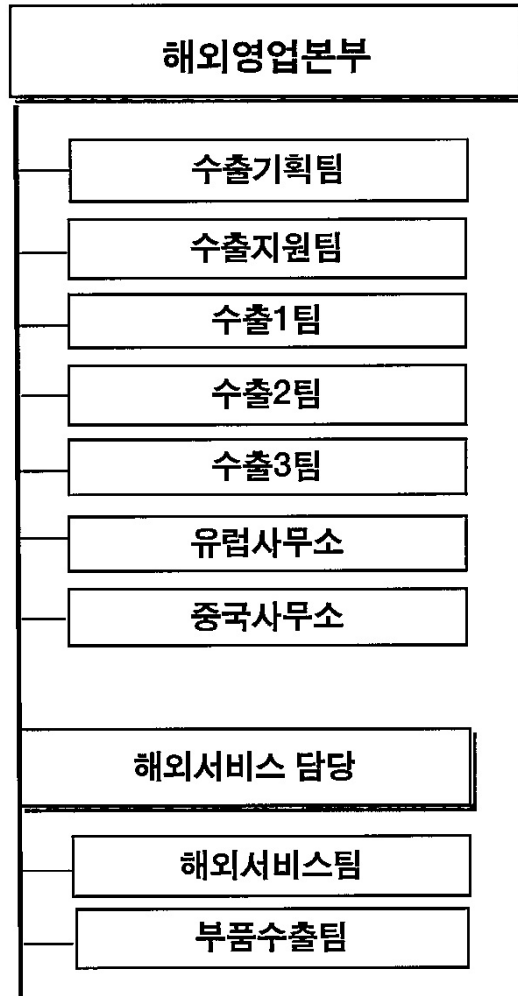 해외영업본부
수출기획팀
수출지원팀
수출1팀
수출2팀
수출3팀
유럽사무소
중국사무소
해외서비스 담당
해외서비스팀
부품수출팀